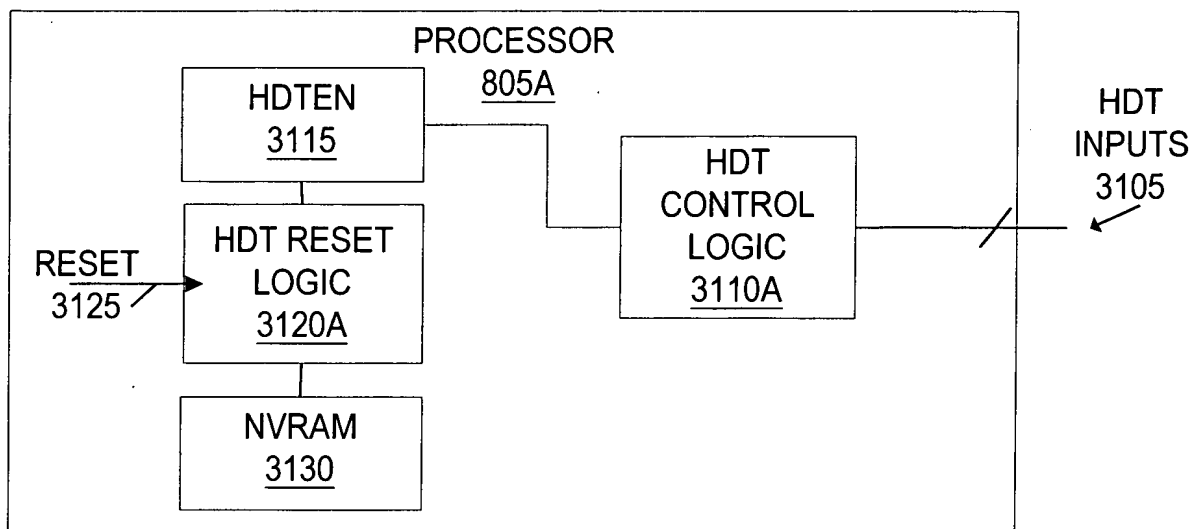 PROCESSOR
805A
HDTEN
3115
HDT RESET
LOGIC
3120A
RESET
3125
NVRAM
3130
HDT
CONTROL
LOGIC
3110A
HDT
INPUTS
3105